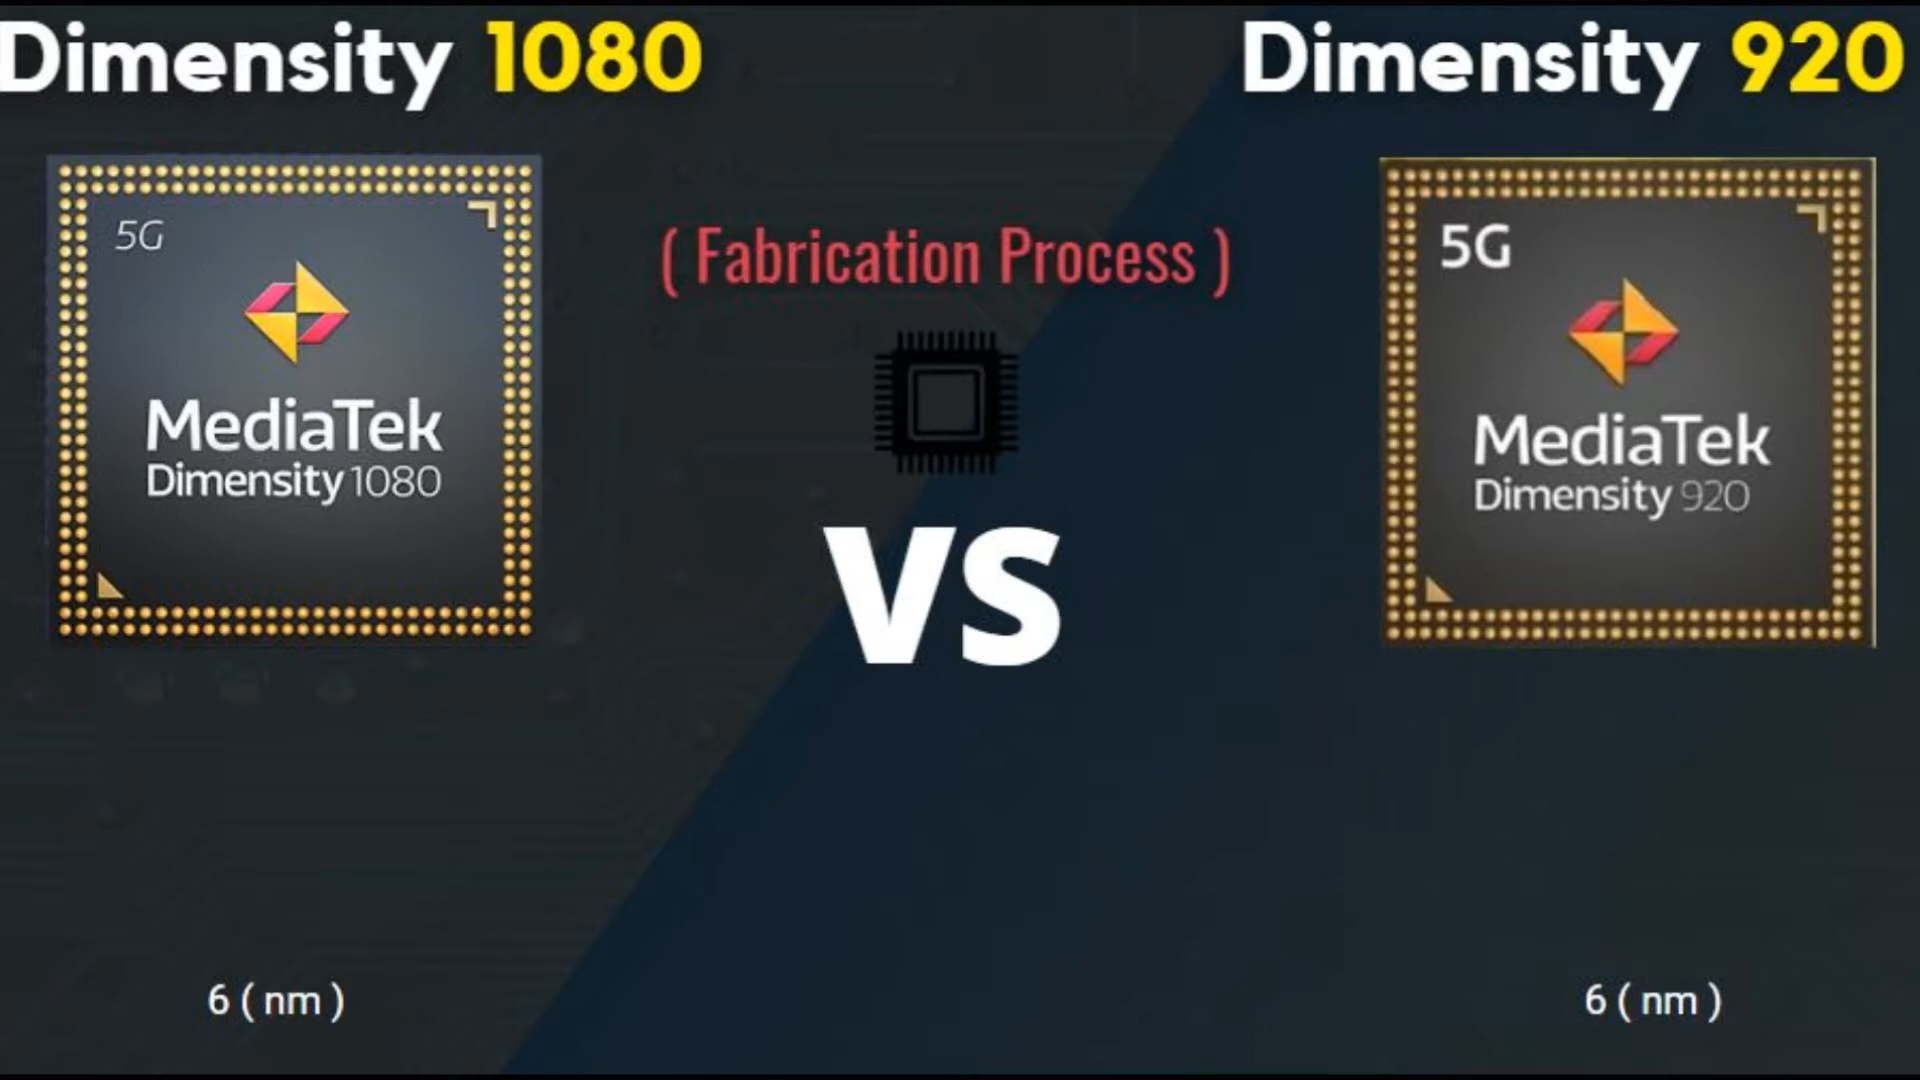 Dimensity 1080
Dimensity 920
5G
MediaTek
Dimensity 1080
( Fabrication Process )
VS
5G
MediaTek
Dimensity 920
6 ( nm )
6 ( nm )